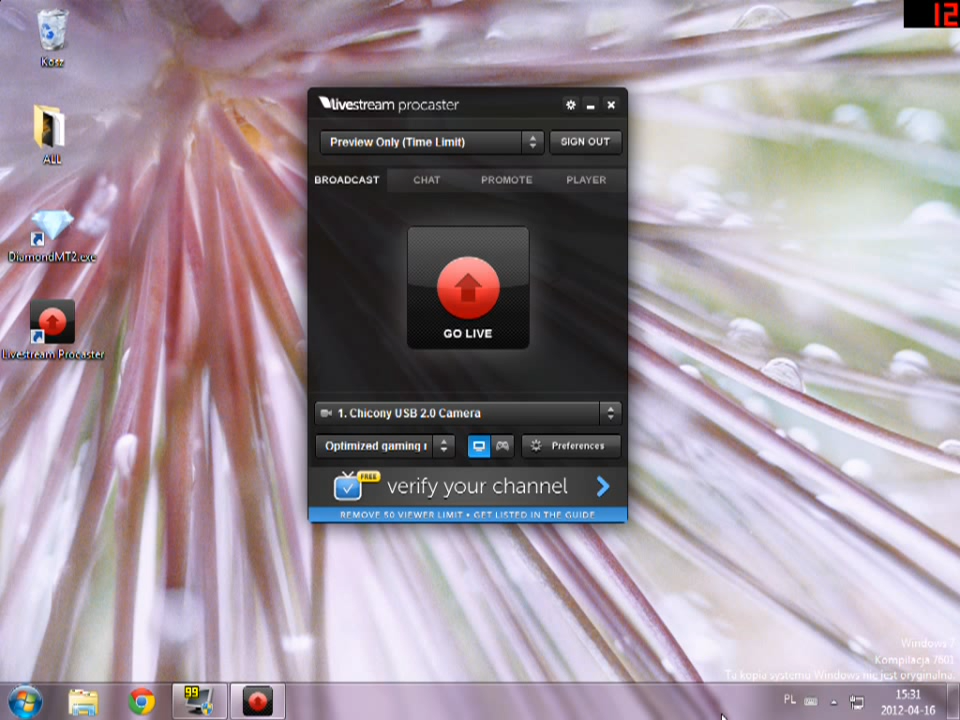 12
Kosz
ALL
DiamondMT2.exe
Livestream Procaster
livestream procaster
Preview Only (Time Limit)
SIGN OUT
BROADCAST
CHAT
PROMOTE
PLAYER
GO LIVE
1. Chicony USB 2.0 Camera
Optimized gaming
Preferences
FREE
verify your channel
REMOVE 50 VIEWER LIMIT • GET LISTED IN THE GUIDE
Windows 7
Kompilacja 7601
Ta kopia systemu Windows nie jest oryginalna.
99
PL
15:31
2012-04-16